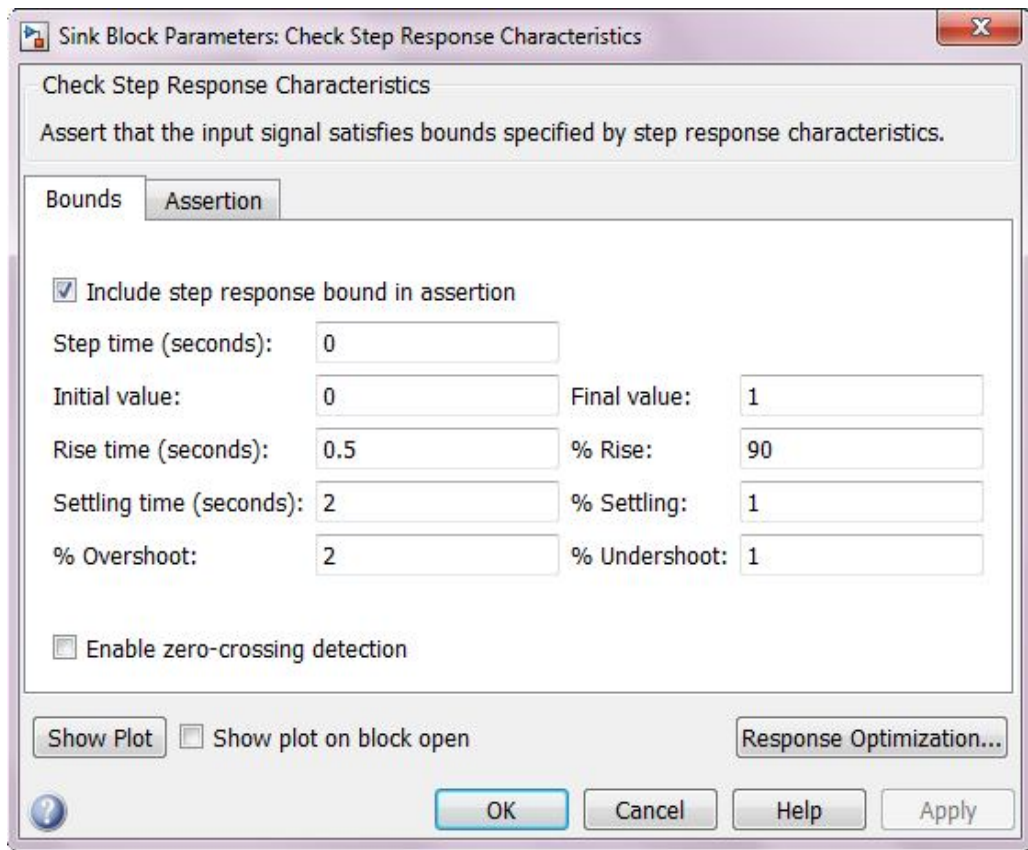 Sink Block Parameters: Check Step Response Characteristics
X
Check Step Response Characteristics
Assert that the input signal satisfies bounds specified by step response characteristics.
Bounds Assertion
Include step response bound in assertion
Step time (seconds): 0
Initial value: 0 Final value: 1
Rise time (seconds): 0.5 % Rise: 90
Settling time (seconds): 2 % Settling: 1
% Overshoot: 2 % Undershoot: 1
Enable zero-crossing detection
Show Plot Show plot on block open Response Optimization...
? OK Cancel Help Apply